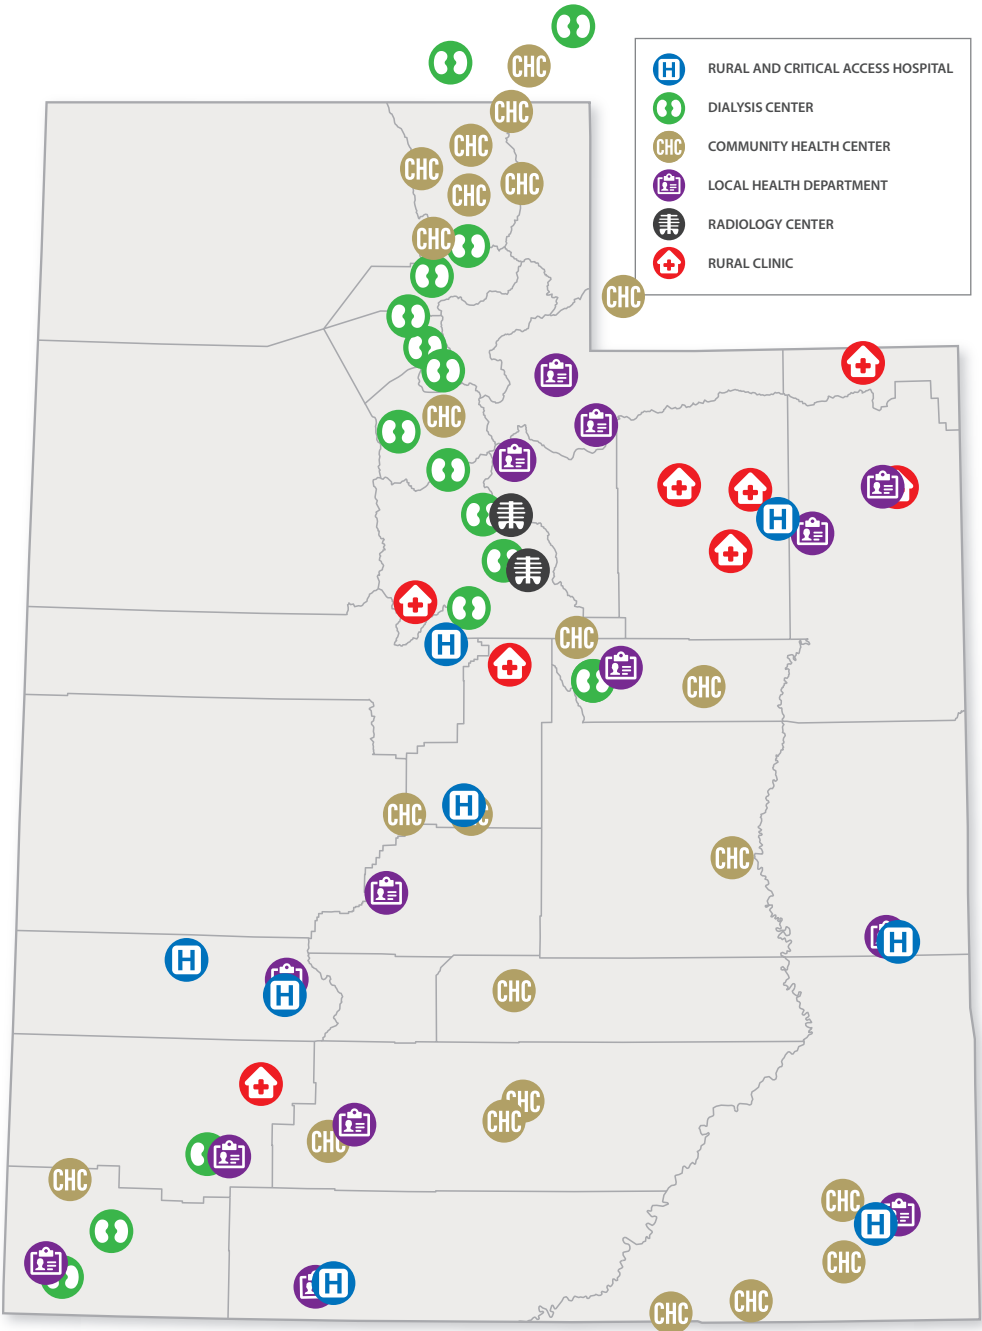 CHC
H RURAL AND CRITICAL ACCESS HOSPITAL
DIALYSIS CENTER
CHC COMMUNITY HEALTH CENTER
LOCAL HEALTH DEPARTMENT
RADIOLOGY CENTER
RURAL CLINIC
CHC
CHC
CHC
CHC
CHC
CHC
CHC
CHC
H
CHC
H
CHC
H
CHC
CHC
H
H
CHC
H
CHC
CHC
CHC
CHC
CHC
H
CHC
H
CHC
CHC